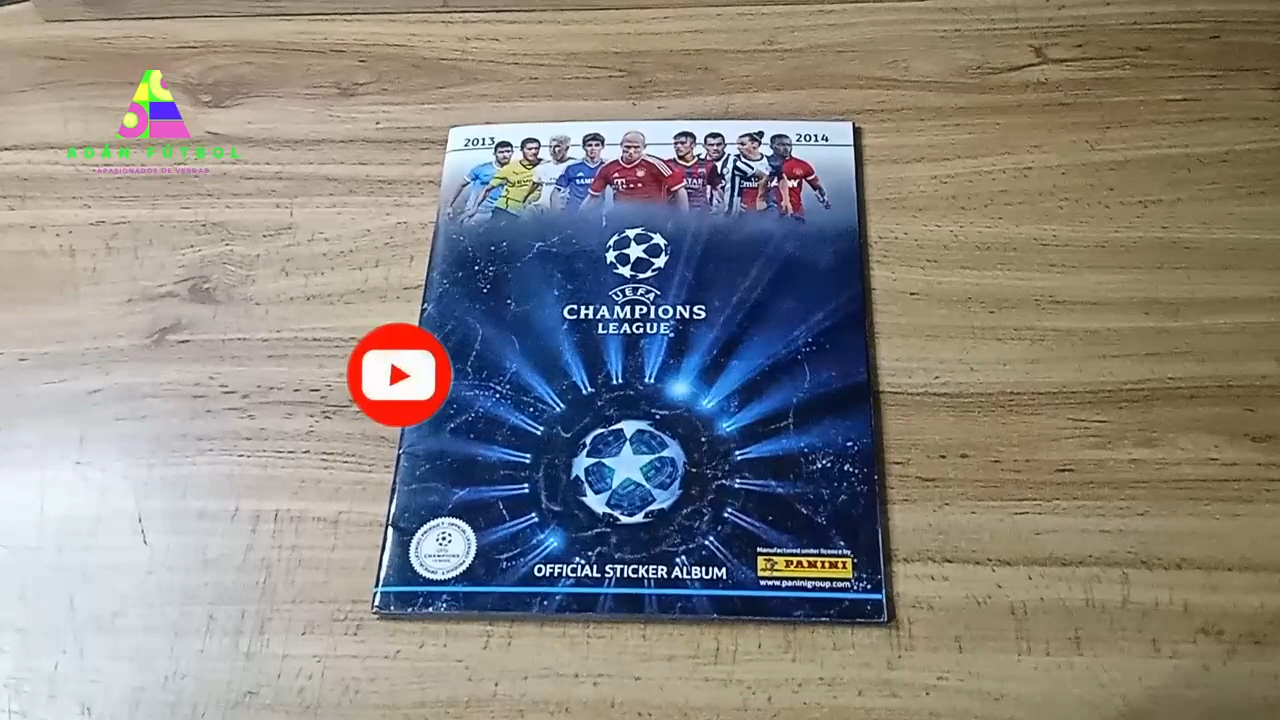 ADÁN FÚTBOL
APASIONADOS DE VERDAD
2013
2014
UEFA
CHAMPIONS
LEAGUE
CHAMPIONS
OFFICIAL STICKER ALBUM
Manufactured under licence by
PANINI
www.paninigroup.com